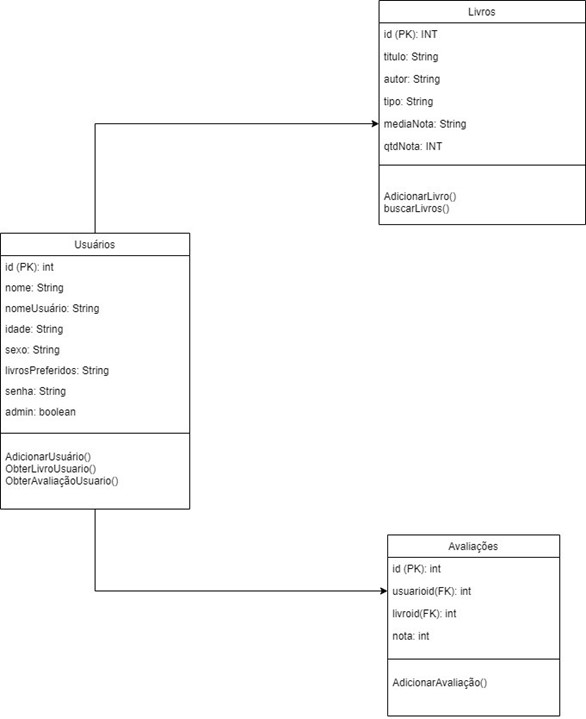 Livros
id (PK): INT
titulo: String
autor: String
tipo: String
mediaNota: String
qtdNota: INT
AdicionarLivro()
buscarLivros()
Usuários
id (PK): int
nome: String
nomeUsuário: String
idade: String
sexo: String
livrosPreferidos: String
senha: String
admin: boolean
AdicionarUsuário()
ObterLivroUsuario()
ObterAvaliaçãoUsuario()
Avaliações
id (PK): int
usuarioid(FK): int
livroid(FK): int
nota: int
AdicionarAvaliação()